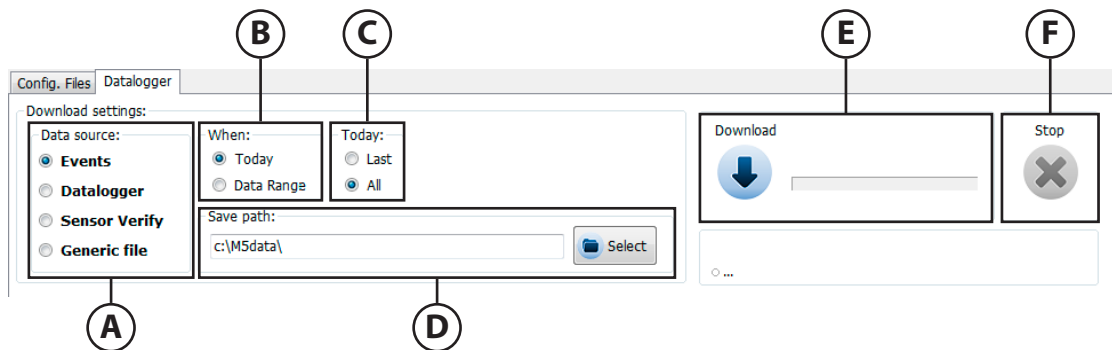 B C E F
Config. Files Datalogger
Download settings:
Data source: When: Today: Download Stop
Events Today Last
Datalogger Data Range All
Sensor Verify Save path:
Generic file c:\M5data\ Select
...
A D